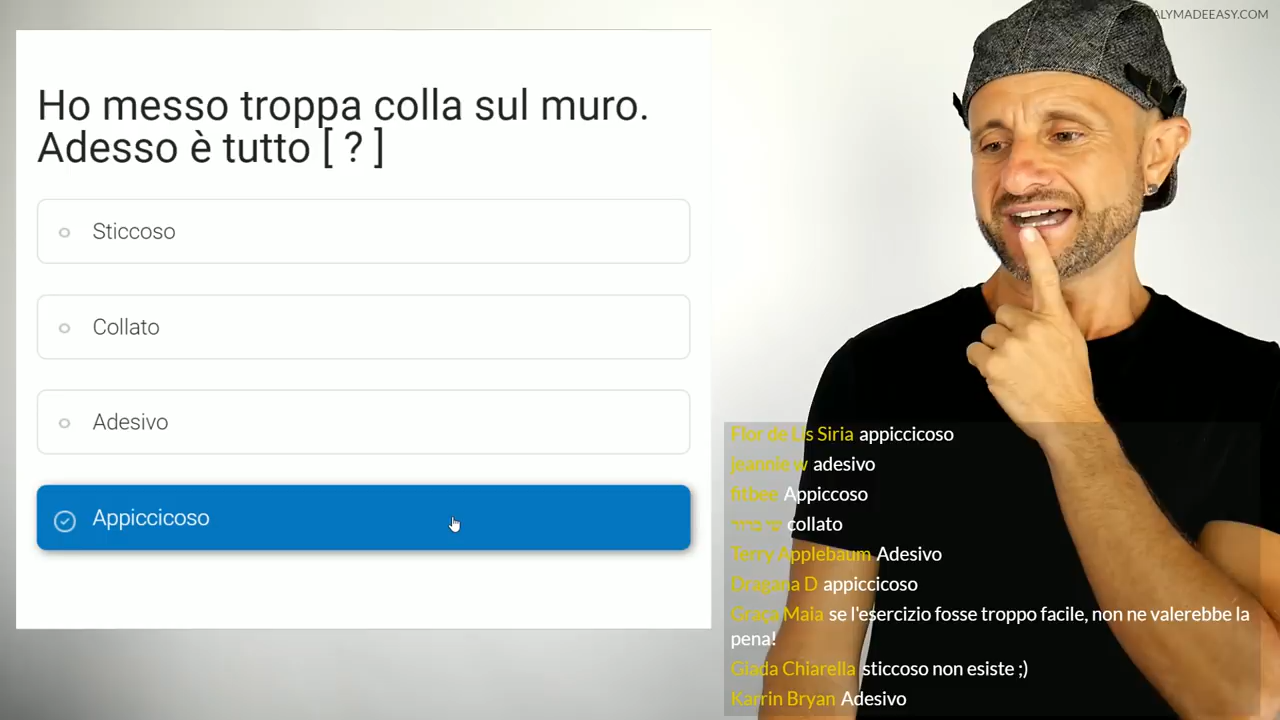 ALYMADEEASY.COM
Ho messo troppa colla sul muro.
Adesso è tutto [ ? ]
Sticcoso
Collato
Adesivo
Appiccicoso
Flor de Lis Siria appiccicoso
jeannie w adesivo
fitbee Appiccoso
collato
Terry Applebaum Adesivo
Dragana D appiccicoso
Graça Maia se l'esercizio fosse troppo facile, non ne valerebbe la
pena!
Giada Chiarella sticcoso non esiste ;)
Karrin Bryan Adesivo